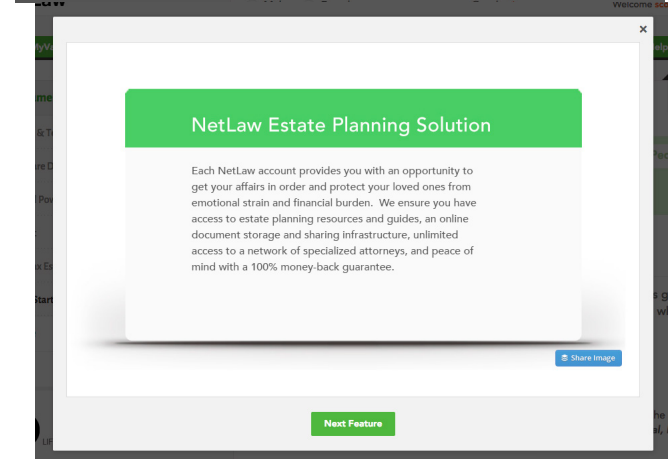 Welcome
×
NetLaw Estate Planning Solution
Each NetLaw account provides you with an opportunity to
get your affairs in order and protect your loved ones from
emotional strain and financial burden.  We ensure you have
access to estate planning resources and guides, an online
document storage and sharing infrastructure, unlimited
access to a network of specialized attorneys, and peace of
mind with a 100% money-back guarantee.
Share Image
Next Feature